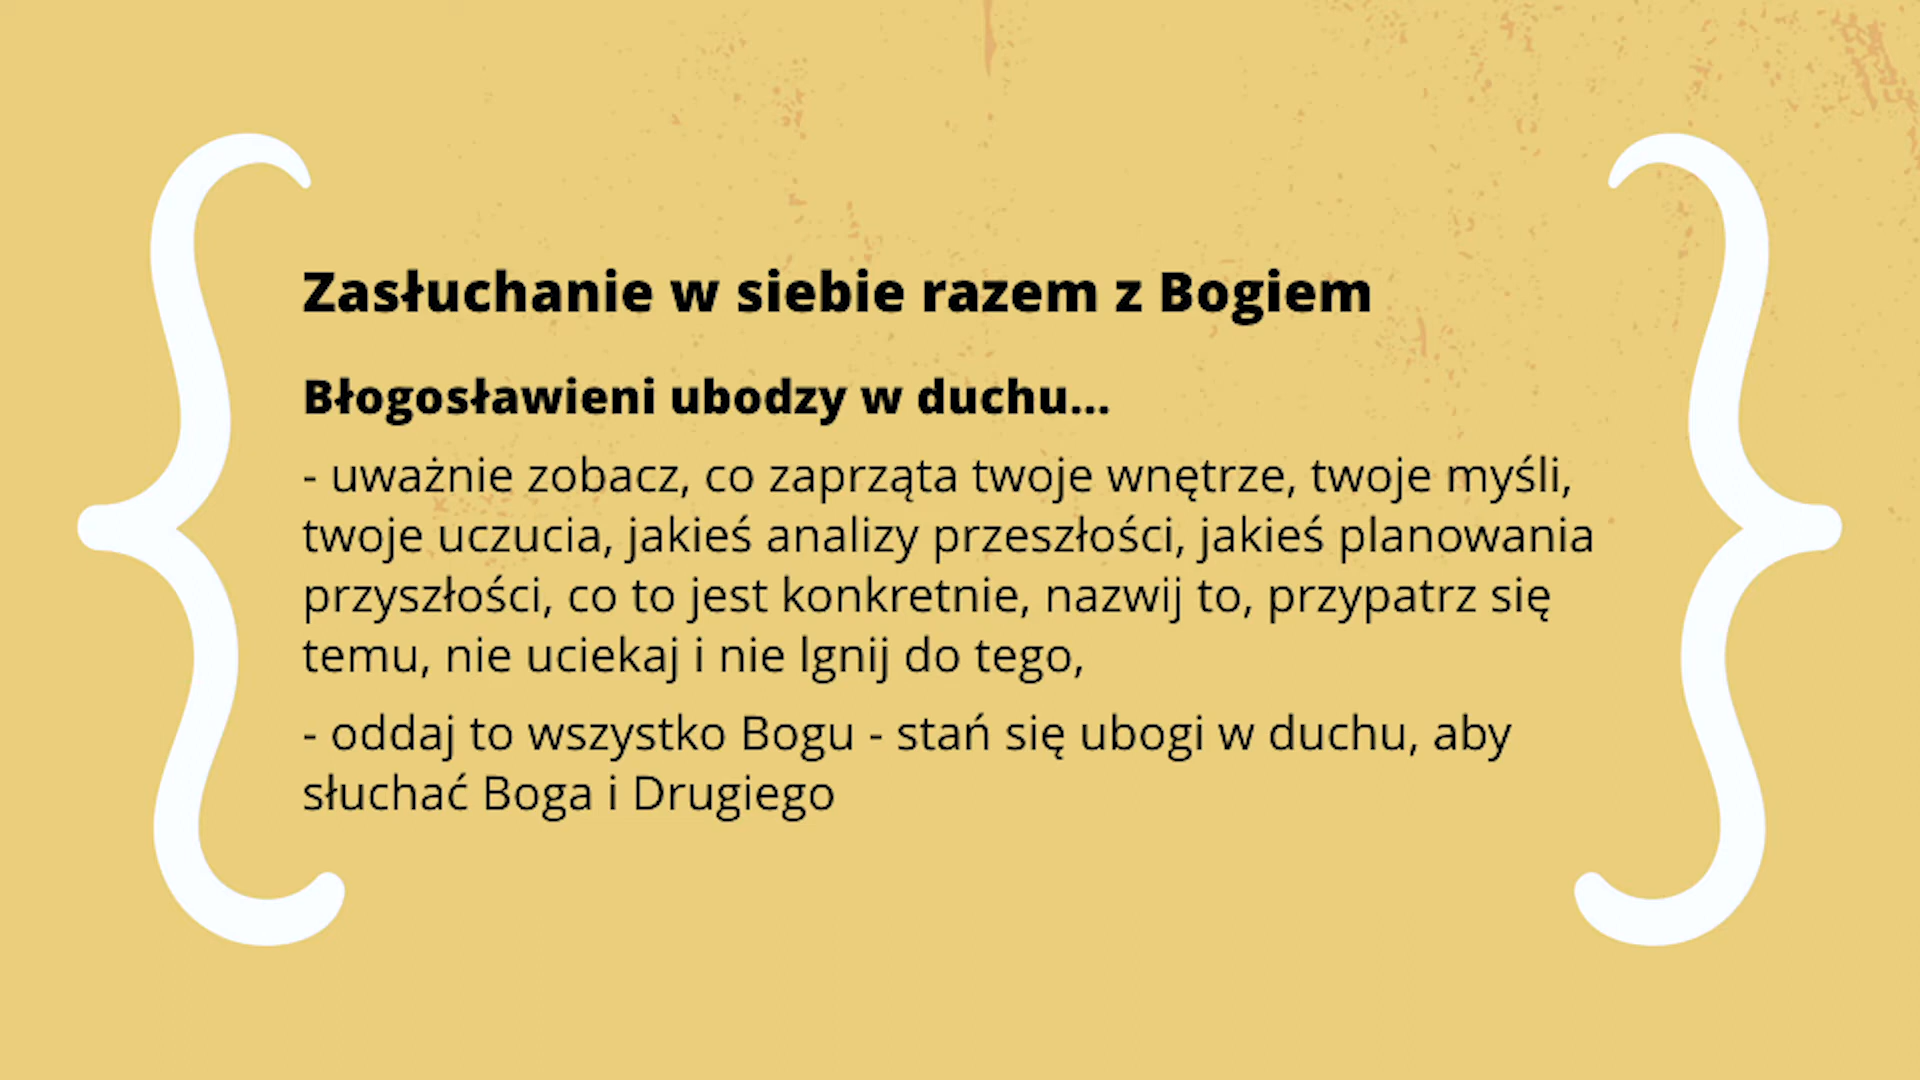 Zasłuchanie w siebie razem z Bogiem
Błogosławieni ubodzy w duchu...
- uważnie zobacz, co zaprząta twoje wnętrze, twoje myśli,
twoje uczucia, jakieś analizy przeszłości, jakieś planowania
przyszłości, co to jest konkretnie, nazwij to, przypatrz się
temu, nie uciekaj i nie lgnij do tego,
- oddaj to wszystko Bogu - stań się ubogi w duchu, aby
słuchać Boga i Drugiego